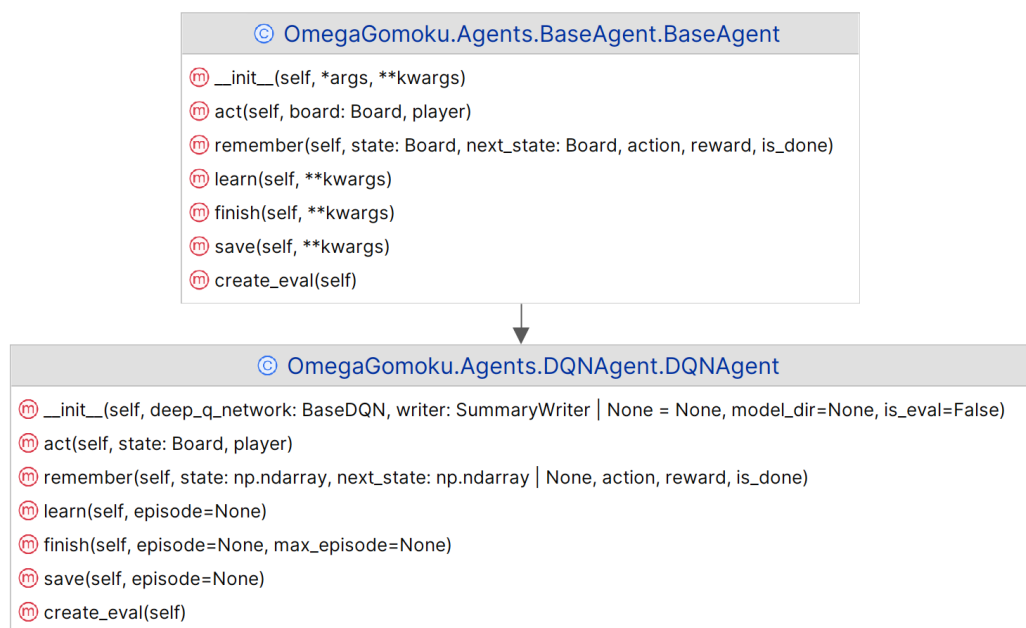 © OmegaGomoku.Agents.BaseAgent.BaseAgent
ⓜ __init__(self, *args, **kwargs)
ⓜ act(self, board: Board, player)
ⓜ remember(self, state: Board, next_state: Board, action, reward, is_done)
ⓜ learn(self, **kwargs)
ⓜ finish(self, **kwargs)
ⓜ save(self, **kwargs)
ⓜ create_eval(self)
© OmegaGomoku.Agents.DQNAgent.DQNAgent
ⓜ __init__(self, deep_q_network: BaseDQN, writer: SummaryWriter | None = None, model_dir=None, is_eval=False)
ⓜ act(self, state: Board, player)
ⓜ remember(self, state: np.ndarray, next_state: np.ndarray | None, action, reward, is_done)
ⓜ learn(self, episode=None)
ⓜ finish(self, episode=None, max_episode=None)
ⓜ save(self, episode=None)
ⓜ create_eval(self)